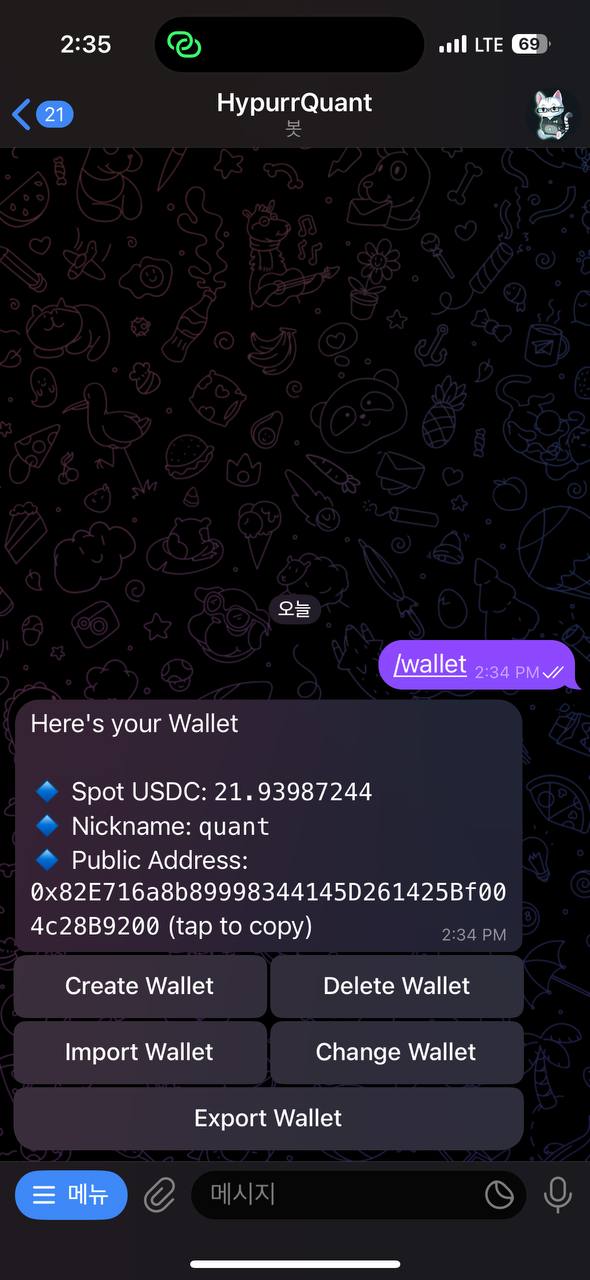 2:35
LTE 69
21
HypurrQuant
봇
오늘
/wallet 2:34 PM
Here's your Wallet
Spot USDC: 21.93987244
Nickname: quant
Public Address:
0x82E716a8b89998344145D261425Bf00
4c28B9200 (tap to copy)
2:34 PM
Create Wallet
Delete Wallet
Import Wallet
Change Wallet
Export Wallet
메뉴
메시지